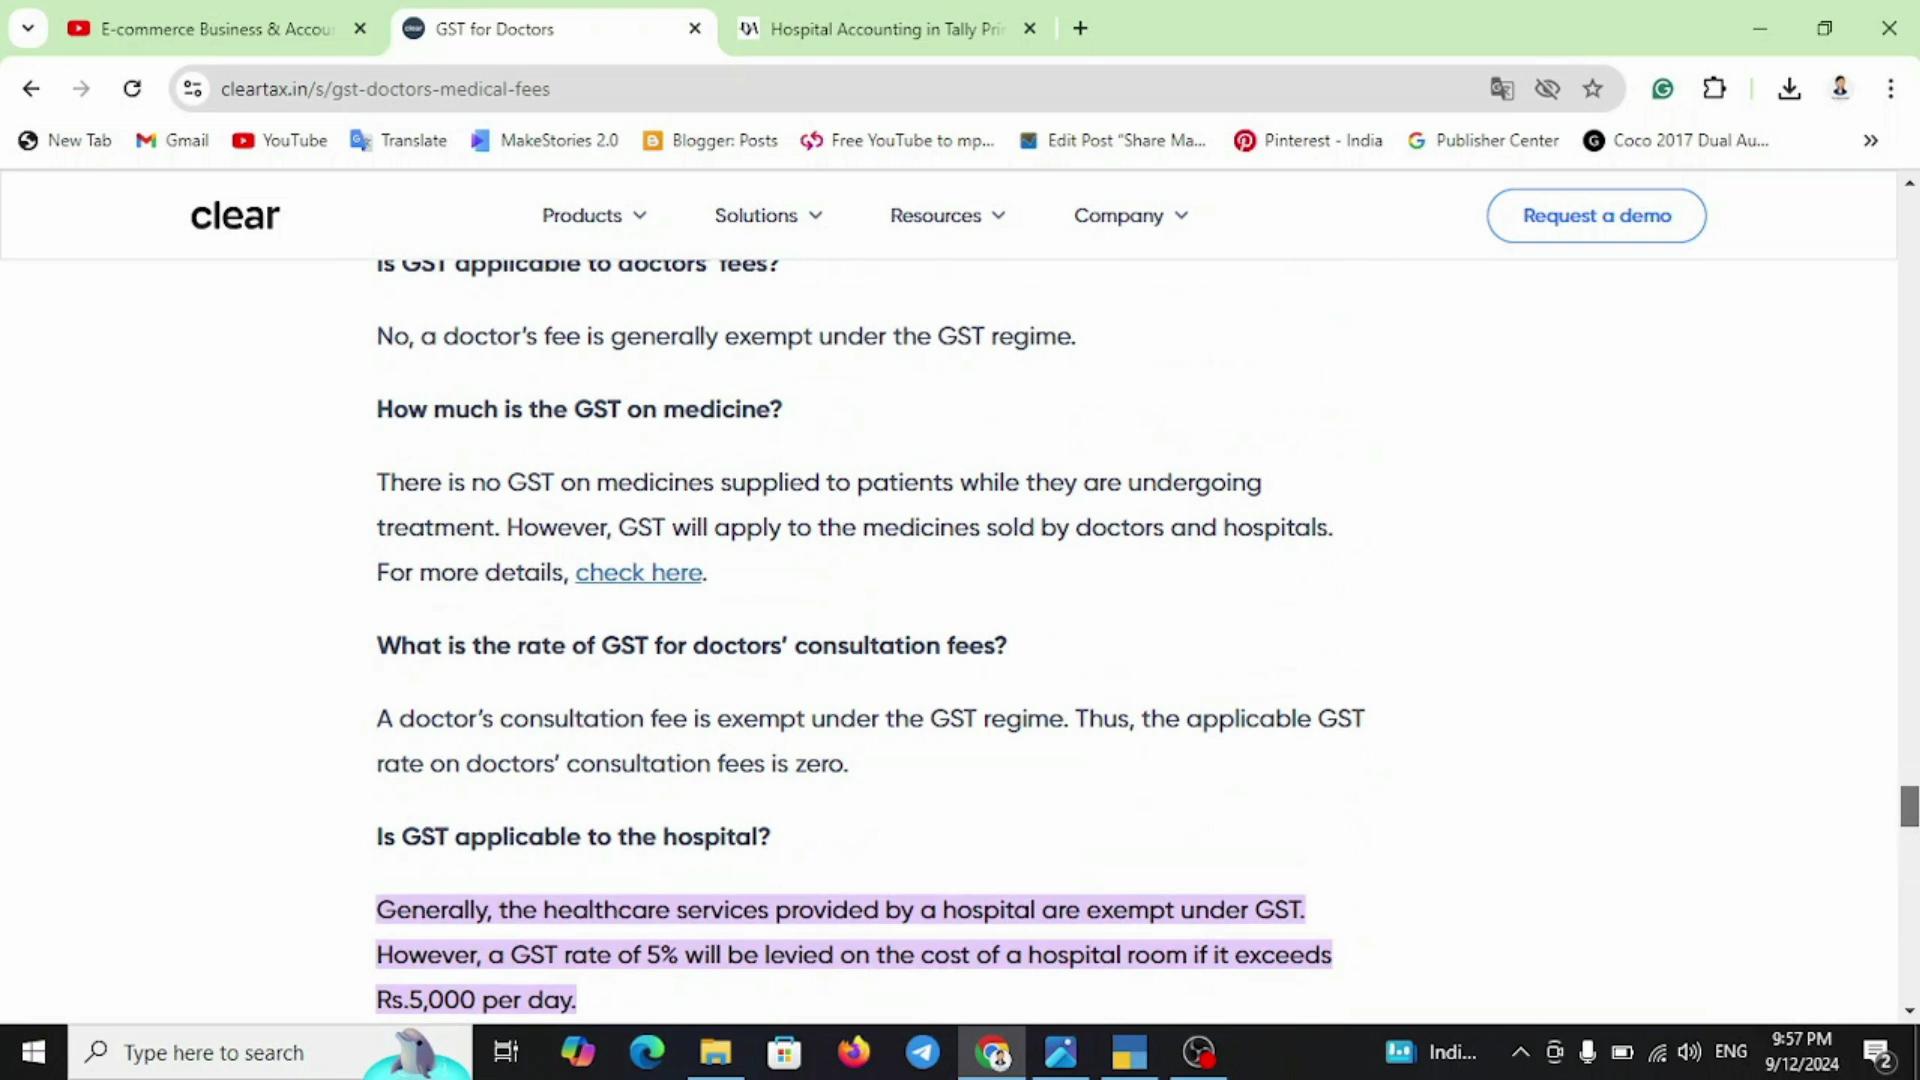 E-commerce Business & Accou
GST for Doctors
Hospital Accounting in Tally Pri
cleartax.in/s/gst-doctors-medical-fees
New Tab
Gmail
YouTube
Translate
MakeStories 2.0
Blogger: Posts
Free YouTube to mp...
Edit Post “Share Ma...
Pinterest - India
Publisher Center
Coco 2017 Dual Au...
clear
Products
Solutions
Resources
Company
Request a demo
Is GST applicable to doctors’ fees?
No, a doctor’s fee is generally exempt under the GST regime.
How much is the GST on medicine?
There is no GST on medicines supplied to patients while they are undergoing
treatment. However, GST will apply to the medicines sold by doctors and hospitals.
For more details, check here.
What is the rate of GST for doctors’ consultation fees?
A doctor’s consultation fee is exempt under the GST regime. Thus, the applicable GST
rate on doctors’ consultation fees is zero.
Is GST applicable to the hospital?
Generally, the healthcare services provided by a hospital are exempt under GST.
However, a GST rate of 5% will be levied on the cost of a hospital room if it exceeds
Rs.5,000 per day.
Type here to search
Indi...
ENG
9:57 PM
9/12/2024
2